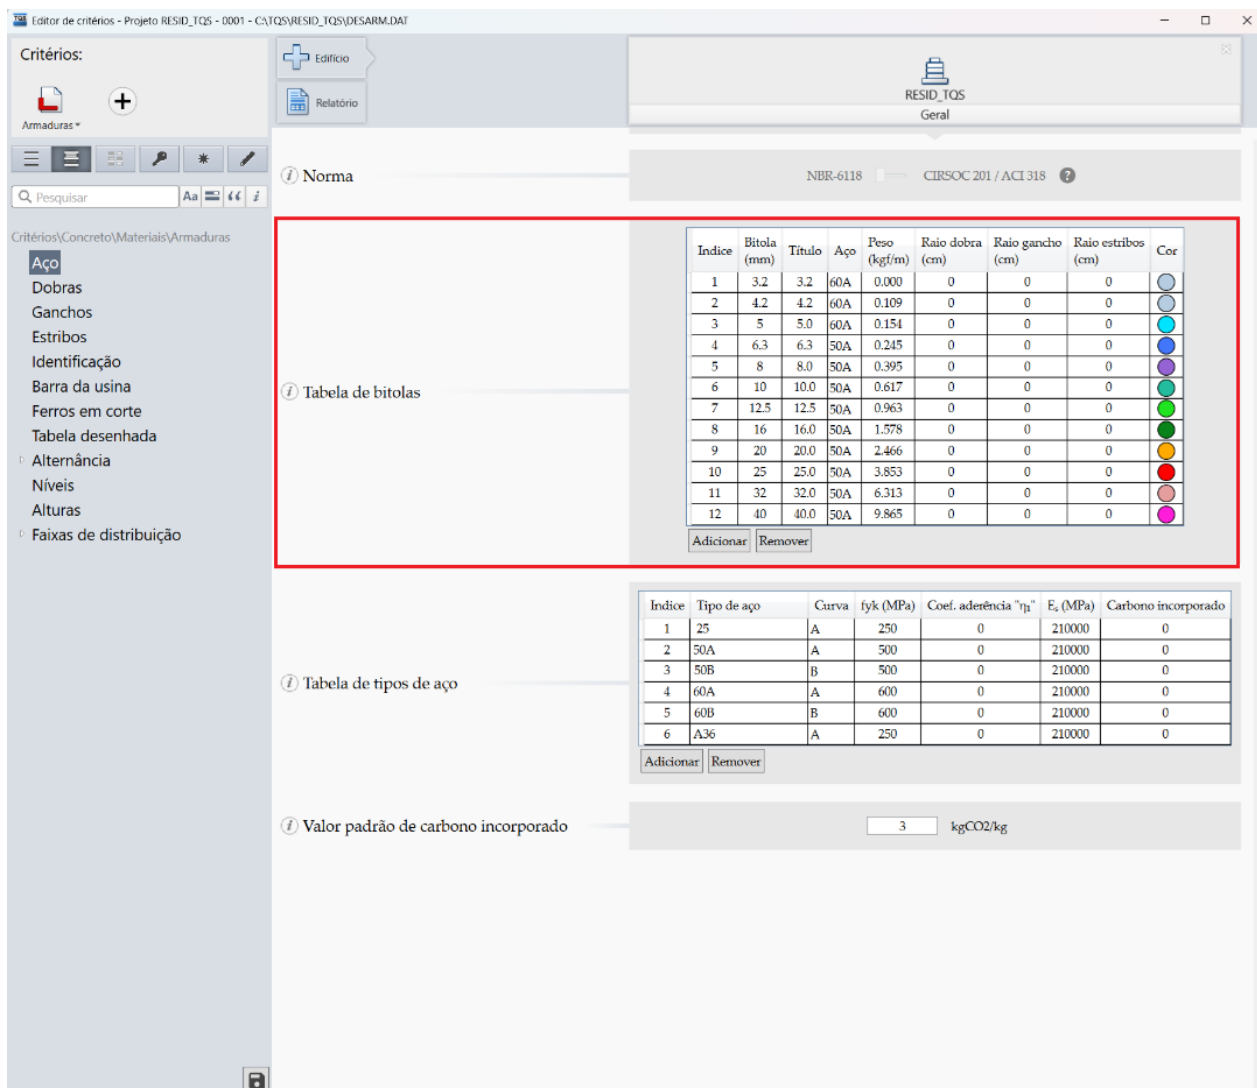 Editor de critérios - Projeto RESID_TQS - 0001 - C:\TQS\RESID_TQS\DESARM.DAT
Critérios:
Armaduras
Edifício
Relatório
RESID_TQS
Geral
Pesquisar Aa “ i
Critérios\Concreto\Materiais\Armaduras
Aço
Dobras
Ganchos
Estribos
Identificação
Barra da usina
Ferros em corte
Tabela desenhada
Alternância
Níveis
Alturas
Faixas de distribuição
i Norma
NBR-6118 CIRSOC 201 / ACI 318 ?
i Tabela de bitolas
Indice Bitola (mm) Título Aço Peso (kgf/m) Raio dobra (cm) Raio gancho (cm) Raio estribos (cm) Cor
1 3.2 3.2 60A 0.000 0 0 0
2 4.2 4.2 60A 0.109 0 0 0
3 5 5.0 60A 0.154 0 0 0
4 6.3 6.3 50A 0.245 0 0 0
5 8 8.0 50A 0.395 0 0 0
6 10 10.0 50A 0.617 0 0 0
7 12.5 12.5 50A 0.963 0 0 0
8 16 16.0 50A 1.578 0 0 0
9 20 20.0 50A 2.466 0 0 0
10 25 25.0 50A 3.853 0 0 0
11 32 32.0 50A 6.313 0 0 0
12 40 40.0 50A 9.865 0 0 0
Adicionar Remover
i Tabela de tipos de aço
Indice Tipo de aço Curva fyk (MPa) Coef. aderência "η₁" Eₛ (MPa) Carbono incorporado
1 25 A 250 0 210000 0
2 50A A 500 0 210000 0
3 50B B 500 0 210000 0
4 60A A 600 0 210000 0
5 60B B 600 0 210000 0
6 A36 A 250 0 210000 0
Adicionar Remover
i Valor padrão de carbono incorporado
3 kgCO2/kg